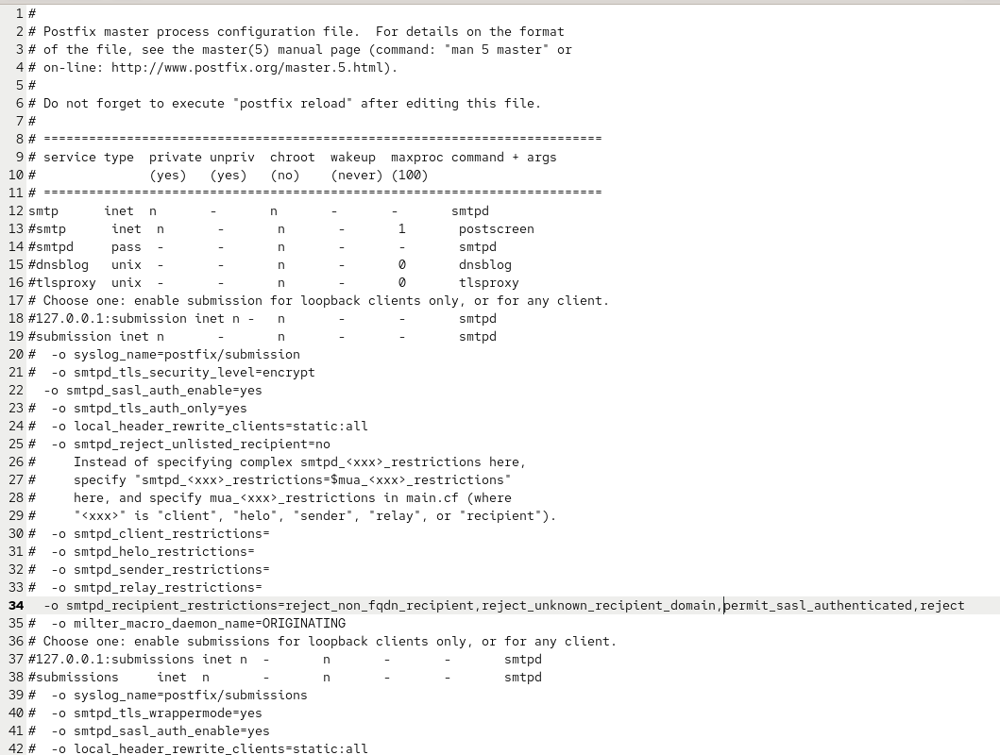 1 #
2 # Postfix master process configuration file.  For details on the format
3 # of the file, see the master(5) manual page (command: "man 5 master" or
4 # on-line: http://www.postfix.org/master.5.html).
5 #
6 # Do not forget to execute "postfix reload" after editing this file.
7 #
8 # ==========================================================================
9 # service type  private unpriv  chroot  wakeup  maxproc command + args
10 #               (yes)   (yes)   (no)    (never) (100)
11 # ==========================================================================
12 smtp      inet  n       -       n       -       -       smtpd
13 #smtp      inet  n       -       n       -       1       postscreen
14 #smtpd     pass  -       -       n       -       -       smtpd
15 #dnsblog   unix  -       -       n       -       0       dnsblog
16 #tlsproxy  unix  -       -       n       -       0       tlsproxy
17 # Choose one: enable submission for loopback clients only, or for any client.
18 #127.0.0.1:submission inet n -   n       -       -       smtpd
19 #submission inet n       -       n       -       -       smtpd
20 #  -o syslog_name=postfix/submission
21 #  -o smtpd_tls_security_level=encrypt
22   -o smtpd_sasl_auth_enable=yes
23 #  -o smtpd_tls_auth_only=yes
24 #  -o local_header_rewrite_clients=static:all
25 #  -o smtpd_reject_unlisted_recipient=no
26 #     Instead of specifying complex smtpd_<xxx>_restrictions here,
27 #     specify "smtpd_<xxx>_restrictions=$mua_<xxx>_restrictions"
28 #     here, and specify mua_<xxx>_restrictions in main.cf (where
29 #     "<xxx>" is "client", "helo", "sender", "relay", or "recipient").
30 #  -o smtpd_client_restrictions=
31 #  -o smtpd_helo_restrictions=
32 #  -o smtpd_sender_restrictions=
33 #  -o smtpd_relay_restrictions=
34   -o smtpd_recipient_restrictions=reject_non_fqdn_recipient,reject_unknown_recipient_domain,permit_sasl_authenticated,reject
35 #  -o milter_macro_daemon_name=ORIGINATING
36 # Choose one: enable submissions for loopback clients only, or for any client.
37 #127.0.0.1:submissions inet n  -       n       -       -       smtpd
38 #submissions     inet  n       -       n       -       -       smtpd
39 #  -o syslog_name=postfix/submissions
40 #  -o smtpd_tls_wrappermode=yes
41 #  -o smtpd_sasl_auth_enable=yes
42 #  -o local_header_rewrite_clients=static:all